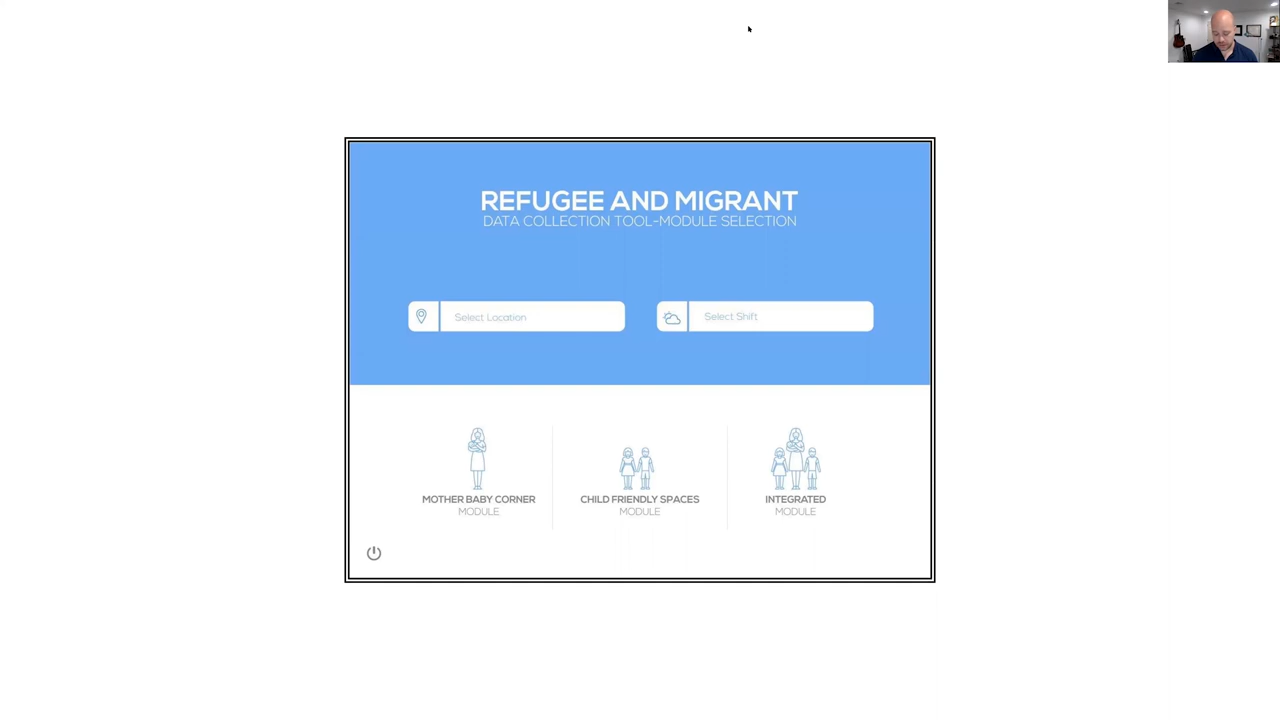 REFUGEE AND MIGRANT
DATA COLLECTION TOOL-MODULE SELECTION
Select Location
Select Shift
MOTHER BABY CORNER
MODULE
CHILD FRIENDLY SPACES
MODULE
INTEGRATED
MODULE